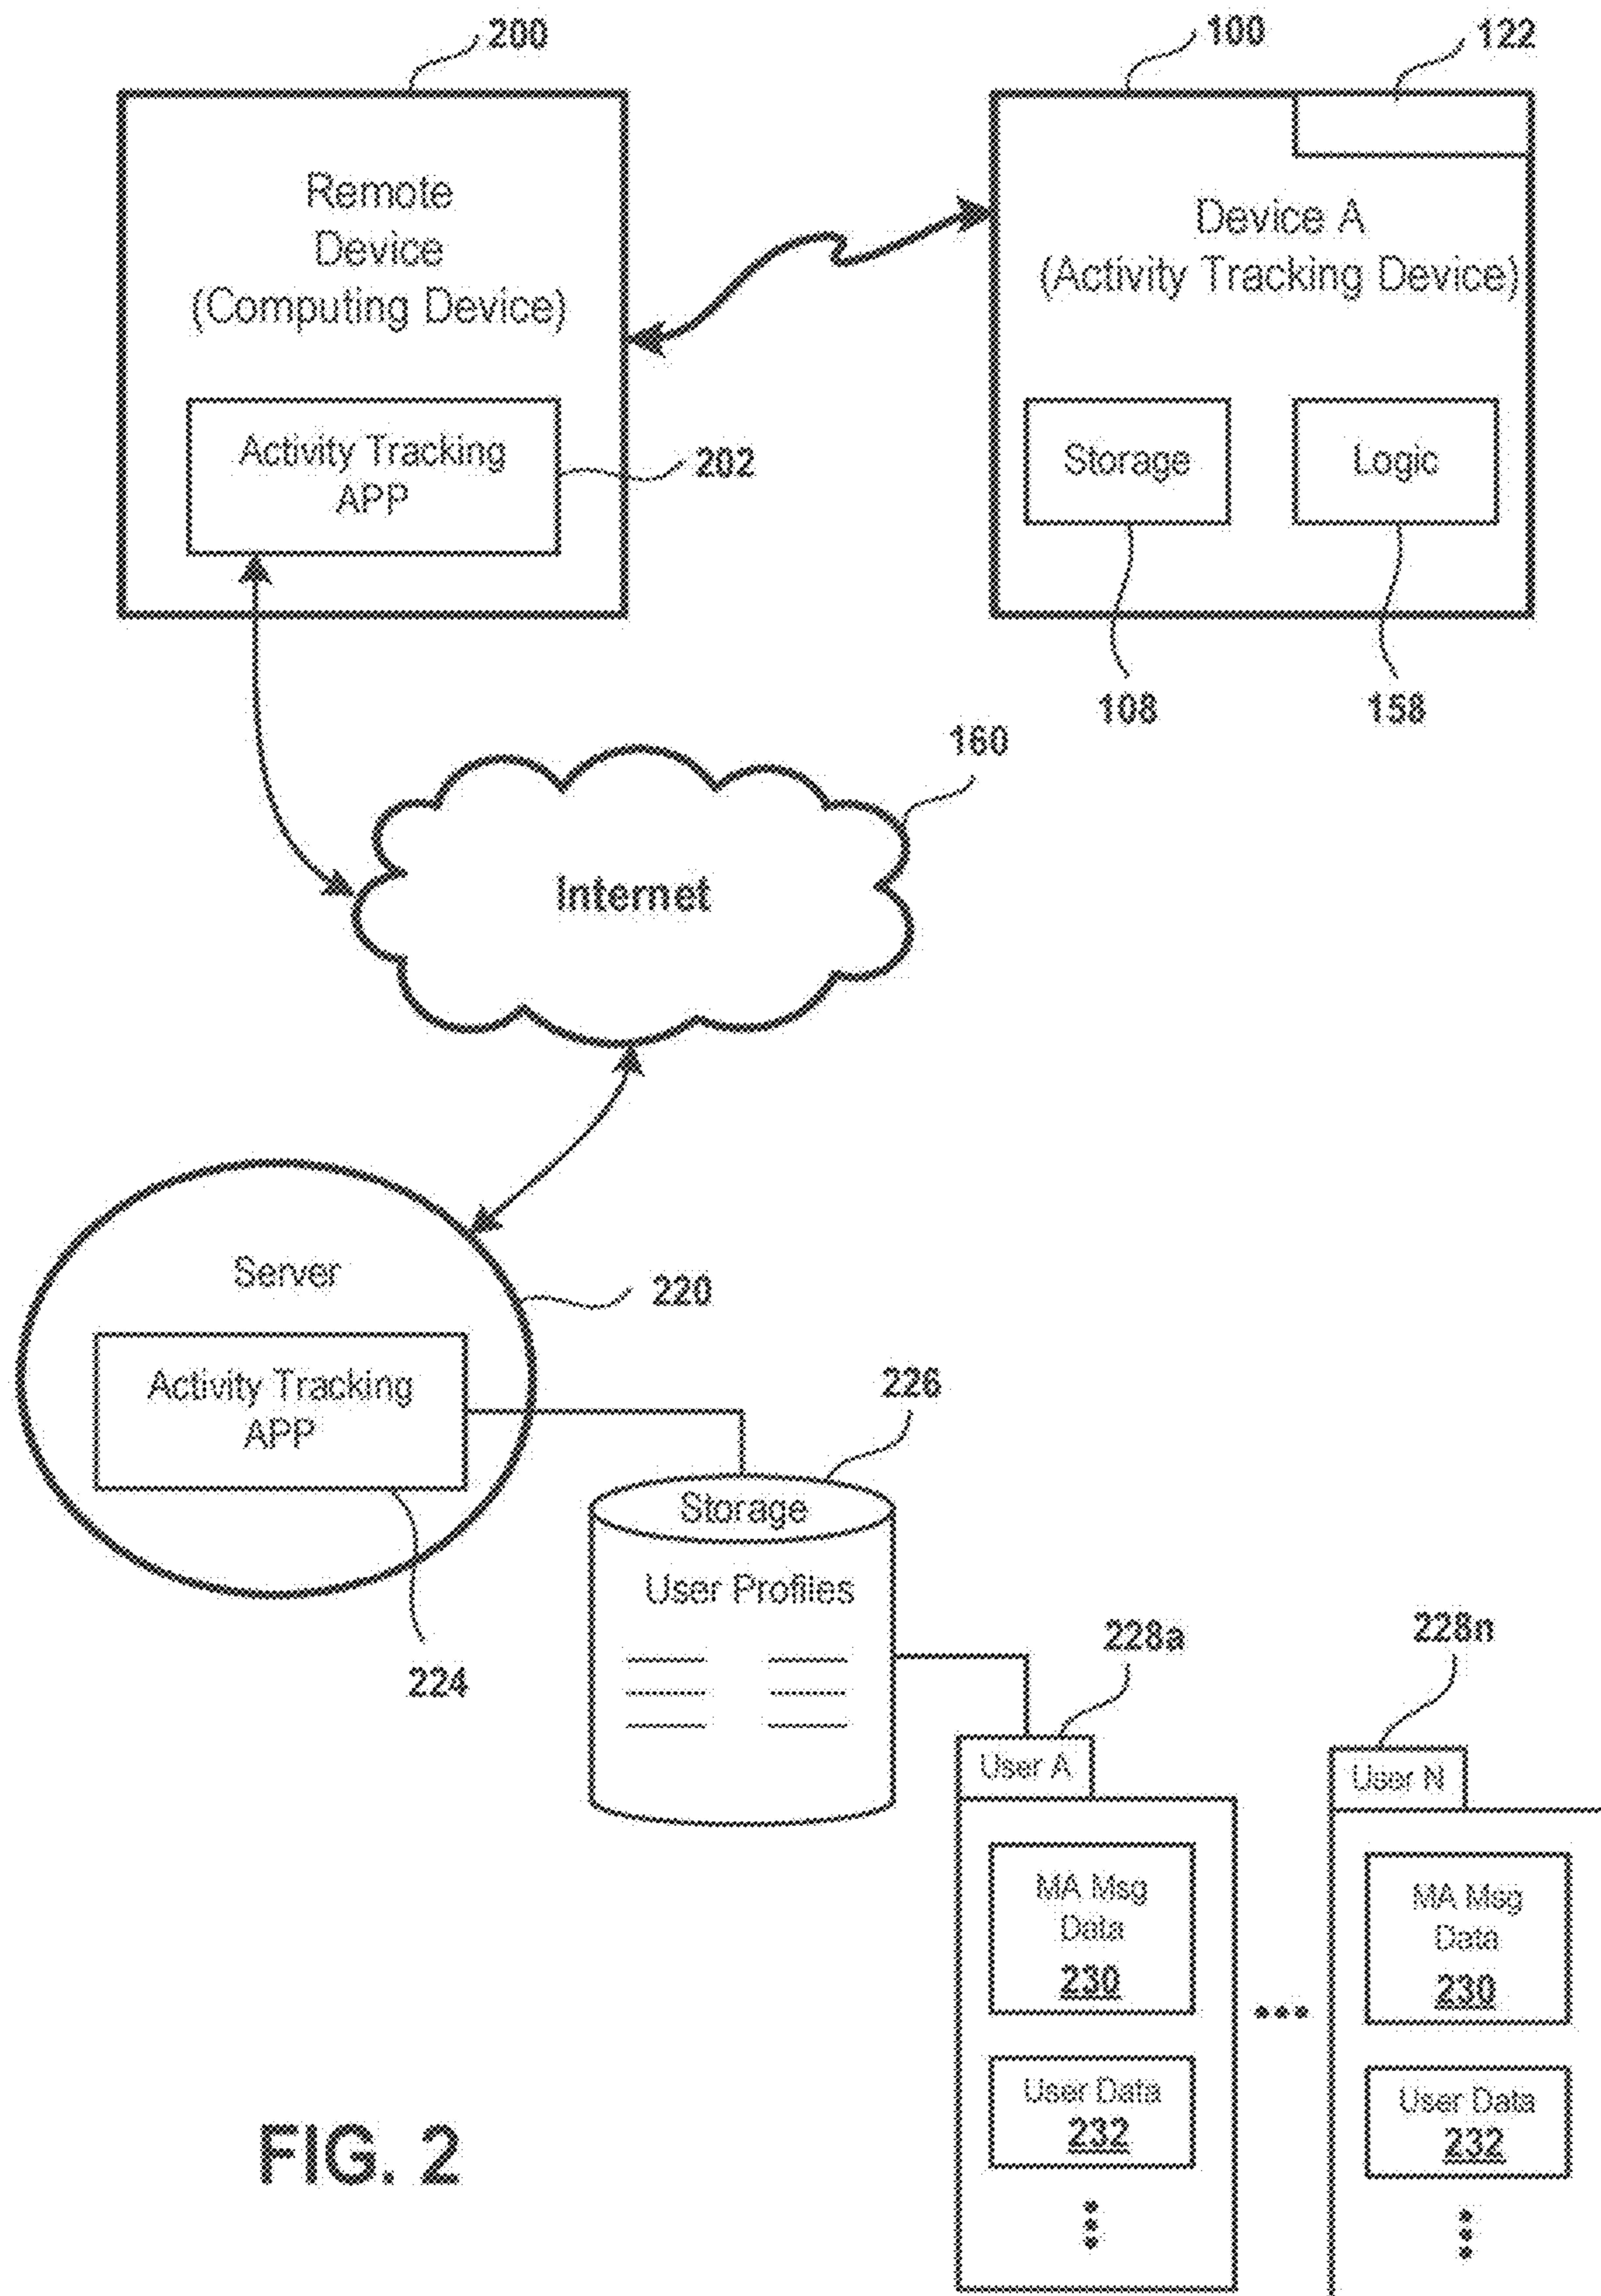 200
100
122
Remote
Device
(Computing Device)
Device A
(Activity Tracking Device)
Activity Tracking
APP
202
Storage
Logic
108
158
160
Internet
Server
220
Activity Tracking
APP
224
226
Storage
User Profiles
228a
228n
User A
User N
MA Msg
Data
230
MA Msg
Data
230
User Data
232
User Data
232
FIG. 2